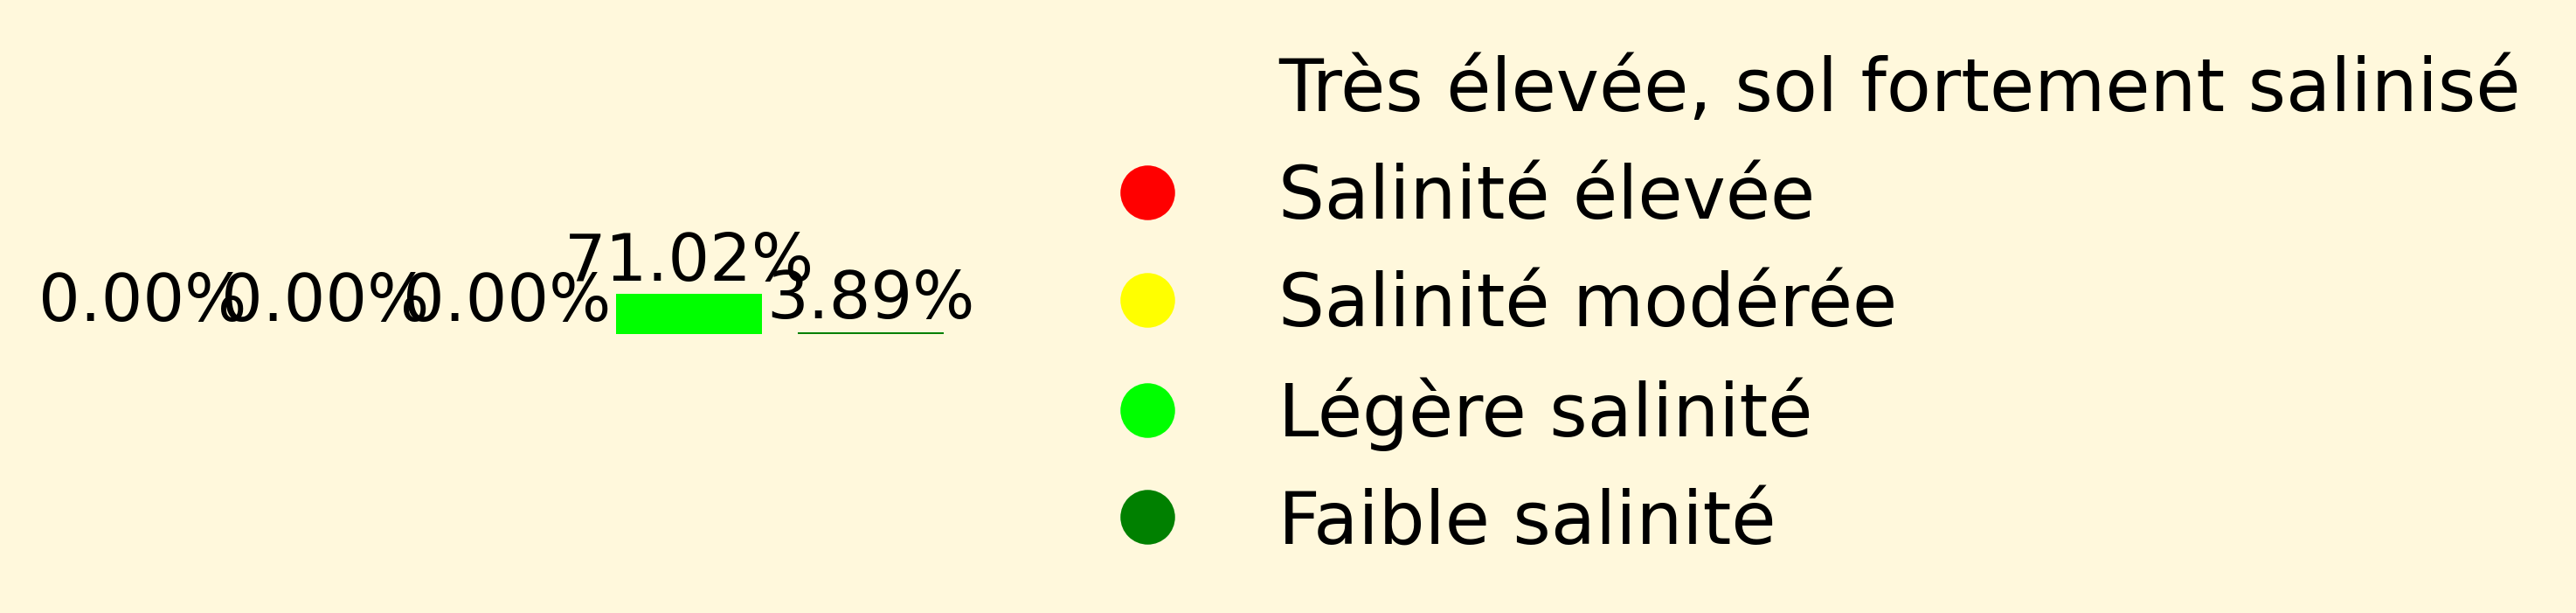 0.00% 0.00% 0.00% 71.02% 3.89%
Très élevée, sol fortement salinisé
Salinité élevée
Salinité modérée
Légère salinité
Faible salinité